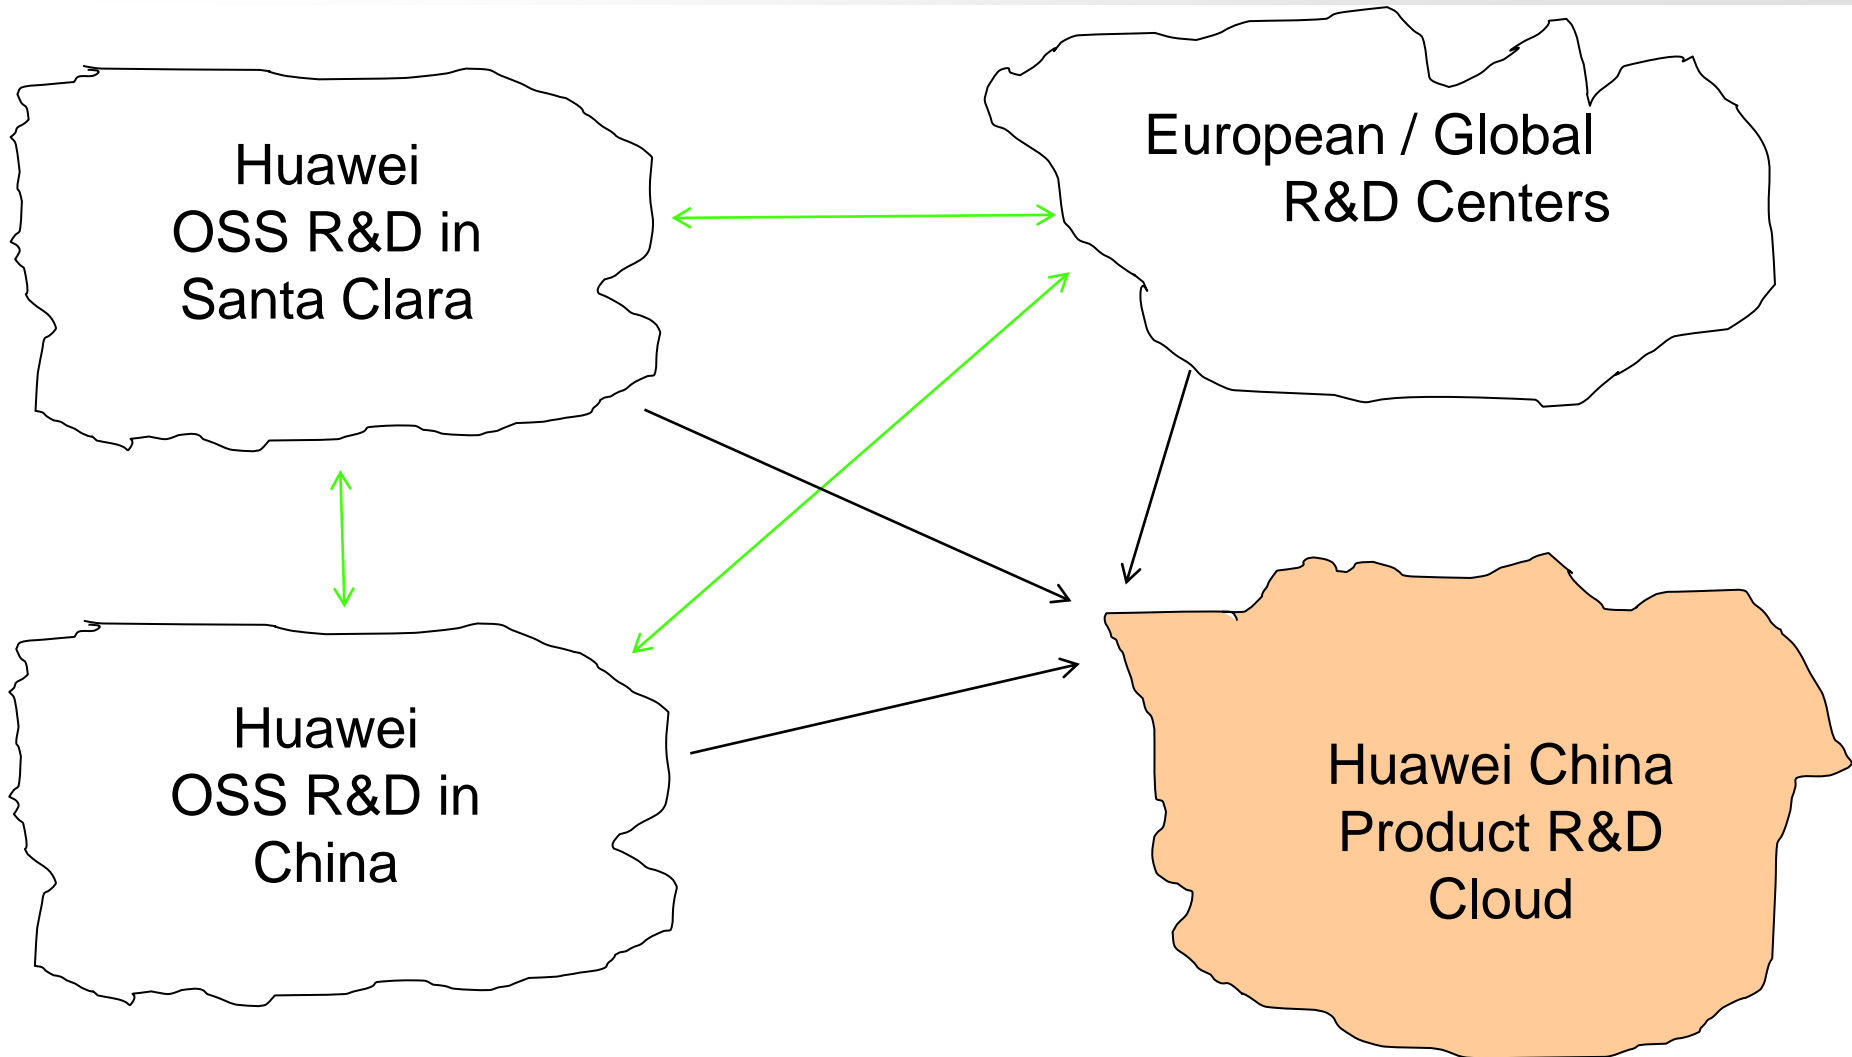 Huawei
OSS R&D in
Santa Clara
European / Global
R&D Centers
Huawei
OSS R&D in
China
Huawei China
Product R&D
Cloud